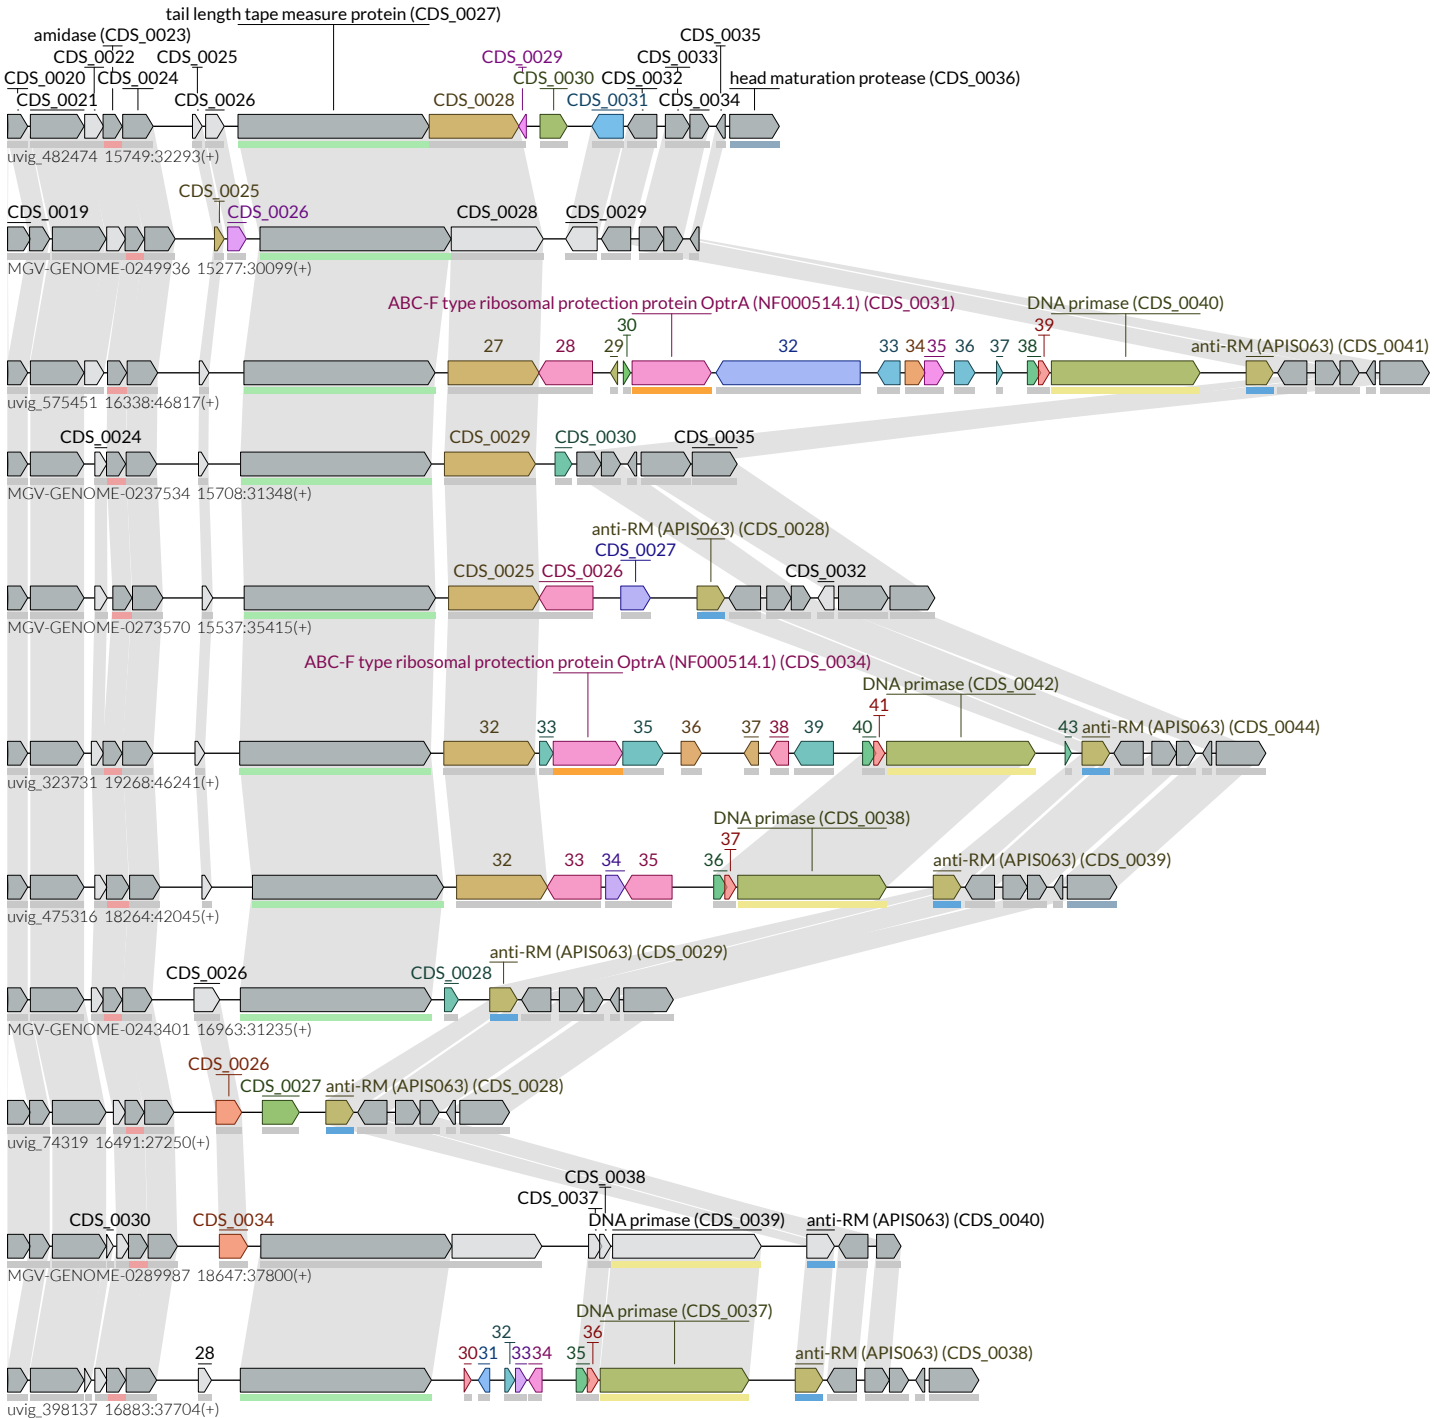 tail length tape measure protein (CDS_0027)
amidase (CDS_0023)
CDS_0035
CDS_0022 CDS_0025 CDS_0029 CDS_0033
CDS_0020 CDS_0024 CDS_0030 CDS_0032 head maturation protease (CDS_0036)
CDS_0021 CDS_0026 CDS_0028 CDS_0031 CDS_0034
uvig_482474 15749:32293(+)
CDS_0025
CDS_0019 CDS_0026 CDS_0028 CDS_0029
MGV-GENOME-0249936 15277:30099(+)
ABC-F type ribosomal protection protein OptrA (NF000514.1) (CDS_0031) DNA primase (CDS_0040)
30 39
27 28 29 32 33 34 35 36 37 38 anti-RM (APIS063) (CDS_0041)
uvig_575451 16338:46817(+)
CDS_0024 CDS_0029 CDS_0030 CDS_0035
MGV-GENOME-0237534 15708:31348(+)
anti-RM (APIS063) (CDS_0028)
CDS_0027
CDS_0025 CDS_0026 CDS_0032
MGV-GENOME-0273570 15537:35415(+)
ABC-F type ribosomal protection protein OptrA (NF000514.1) (CDS_0034)
DNA primase (CDS_0042)
41
32 33 35 36 37 38 39 40 43 anti-RM (APIS063) (CDS_0044)
uvig_323731 19268:46241(+)
DNA primase (CDS_0038)
37
32 33 34 35 36 anti-RM (APIS063) (CDS_0039)
uvig_475316 18264:42045(+)
anti-RM (APIS063) (CDS_0029)
CDS_0026 CDS_0028
MGV-GENOME-0243401 16963:31235(+)
CDS_0026
CDS_0027 anti-RM (APIS063) (CDS_0028)
uvig_74319 16491:27250(+)
CDS_0038
CDS_0037
CDS_0030 CDS_0034 DNA primase (CDS_0039) anti-RM (APIS063) (CDS_0040)
MGV-GENOME-0289987 18647:37800(+)
DNA primase (CDS_0037)
32 36
28 30 31 33 34 35 anti-RM (APIS063) (CDS_0038)
uvig_398137 16883:37704(+)